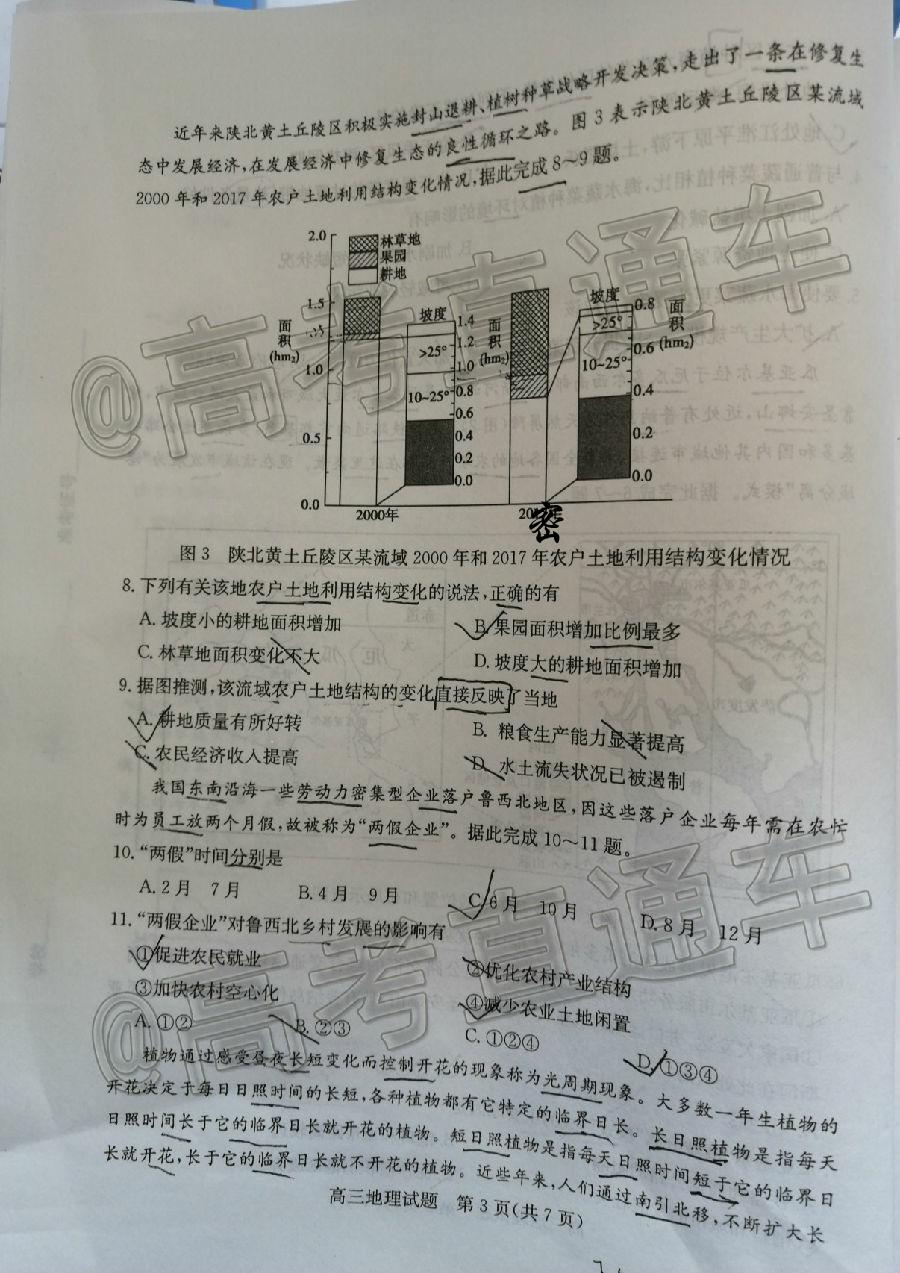 近年来陕北黄土丘陵区积极实施封山退耕、植树种草战略开发决策，走出了一条在修复生
态中发展经济，在发展经济中修复生态的良性循环之路。图3表示陕北黄土丘陵区某流域
2000年和2017年农户土地利用结构变化情况，据此完成8～9题。
2.0
1.5
1.0
0.5
0.0
面积(hm₂)
林草地
果园
耕地
坡度
>25°
10~25°
1.4
1.2
1.0
0.8
0.6
0.4
0.2
0.0
2000年
面积(hm₂)
坡度
>25°
10~25°
0.8
0.6
0.4
0.2
0.0
面积(hm₂)
密
图3 陕北黄土丘陵区某流域2000年和2017年农户土地利用结构变化情况
8. 下列有关该地农户土地利用结构变化的说法，正确的有
A. 坡度小的耕地面积增加 B. 果园面积增加比例最多
C. 林草地面积变化不大 D. 坡度大的耕地面积增加
9. 据图推测，该流域农户土地结构的变化直接反映了当地
A. 耕地质量有所好转 B. 粮食生产能力显著提高
C. 农民经济收入提高 D. 水土流失状况已被遏制
我国东南沿海一些劳动力密集型企业落户鲁西北地区，因这些落户企业每年需在农忙
时为员工放两个月假，故被称为“两假企业”。据此完成10～11题。
10. “两假”时间分别是
A. 2月 7月 B. 4月 9月 C. 6月 10月 D. 8月 12月
11. “两假企业”对鲁西北乡村发展的影响有
①促进农民就业 ②优化农村产业结构
③加快农村空心化 ④减少农业土地闲置
A. ①② B. ②③ C. ①②④ D. ①③④
植物通过感受昼夜长短变化而控制开花的现象称为光周期现象。大多数一年生植物的
开花决定于每日日照时间的长短，各种植物都有它特定的临界日长。长日照植物是指每天
日照时间长于它的临界日长就开花的植物。短日照植物是指每天日照时间短于它的临界日
长就开花，长于它的临界日长就不开花的植物。近些年来，人们通过南引北移，不断扩大长
高三地理试题 第3页(共7页)
@高考直通车
@高考直通车